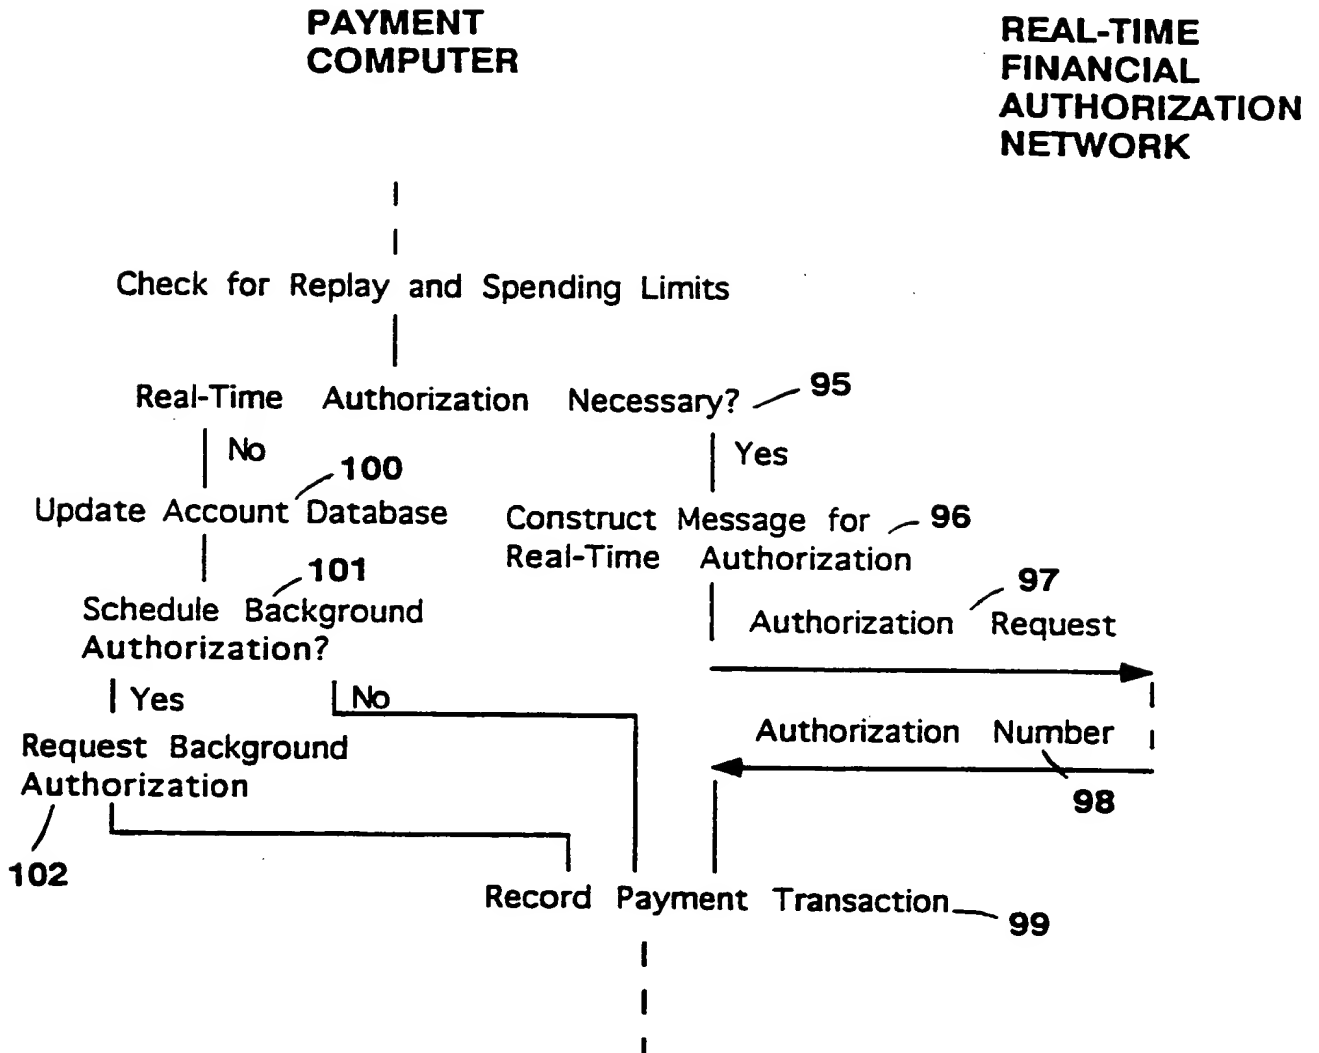 PAYMENT
COMPUTER
REAL-TIME
FINANCIAL
AUTHORIZATION
NETWORK
Check for Replay and Spending Limits
Real-Time Authorization Necessary?
95
No
Yes
100
Update Account Database
Construct Message for
Real-Time Authorization
96
101
Schedule Background
Authorization?
97
Authorization Request
Yes
No
Authorization Number
98
Request Background
Authorization
102
Record Payment Transaction
99